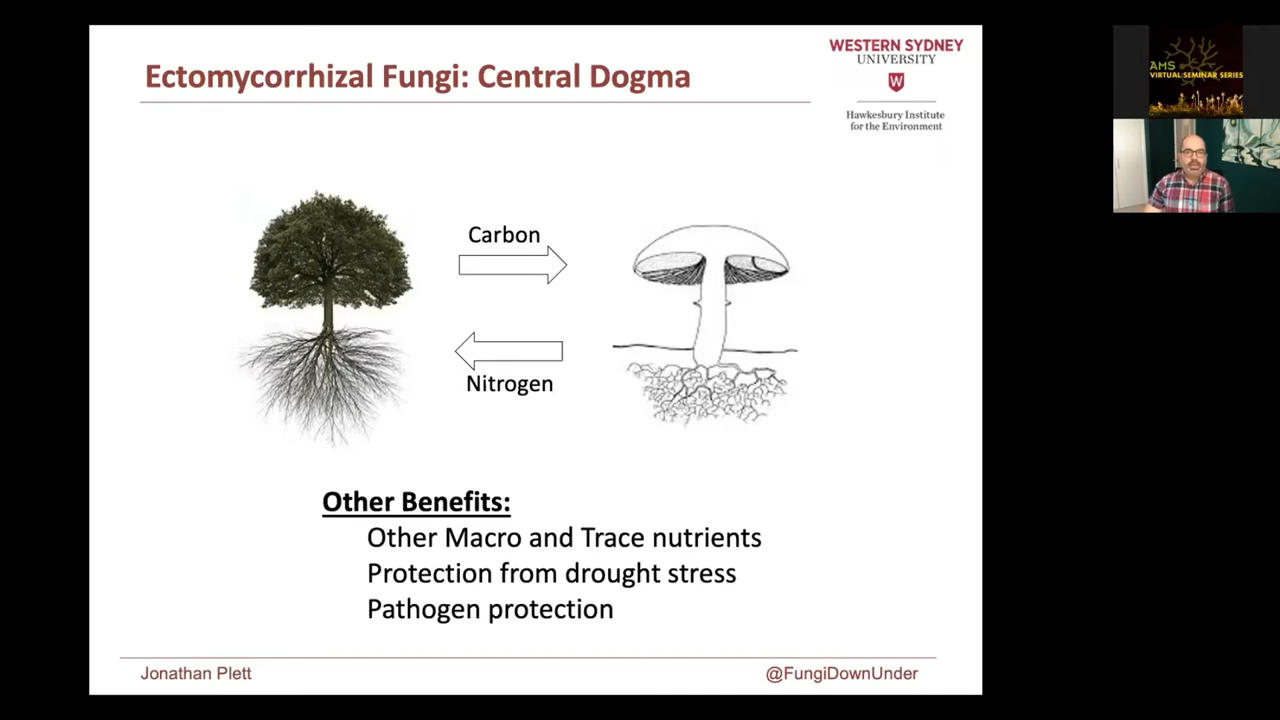 Ectomycorrhizal Fungi: Central Dogma
WESTERN SYDNEY
UNIVERSITY
W
Hawkesbury Institute
for the Environment
AMS
VIRTUAL SEMINAR SERIES
Carbon
Nitrogen
Other Benefits:
Other Macro and Trace nutrients
Protection from drought stress
Pathogen protection
Jonathan Plett
@FungiDownUnder